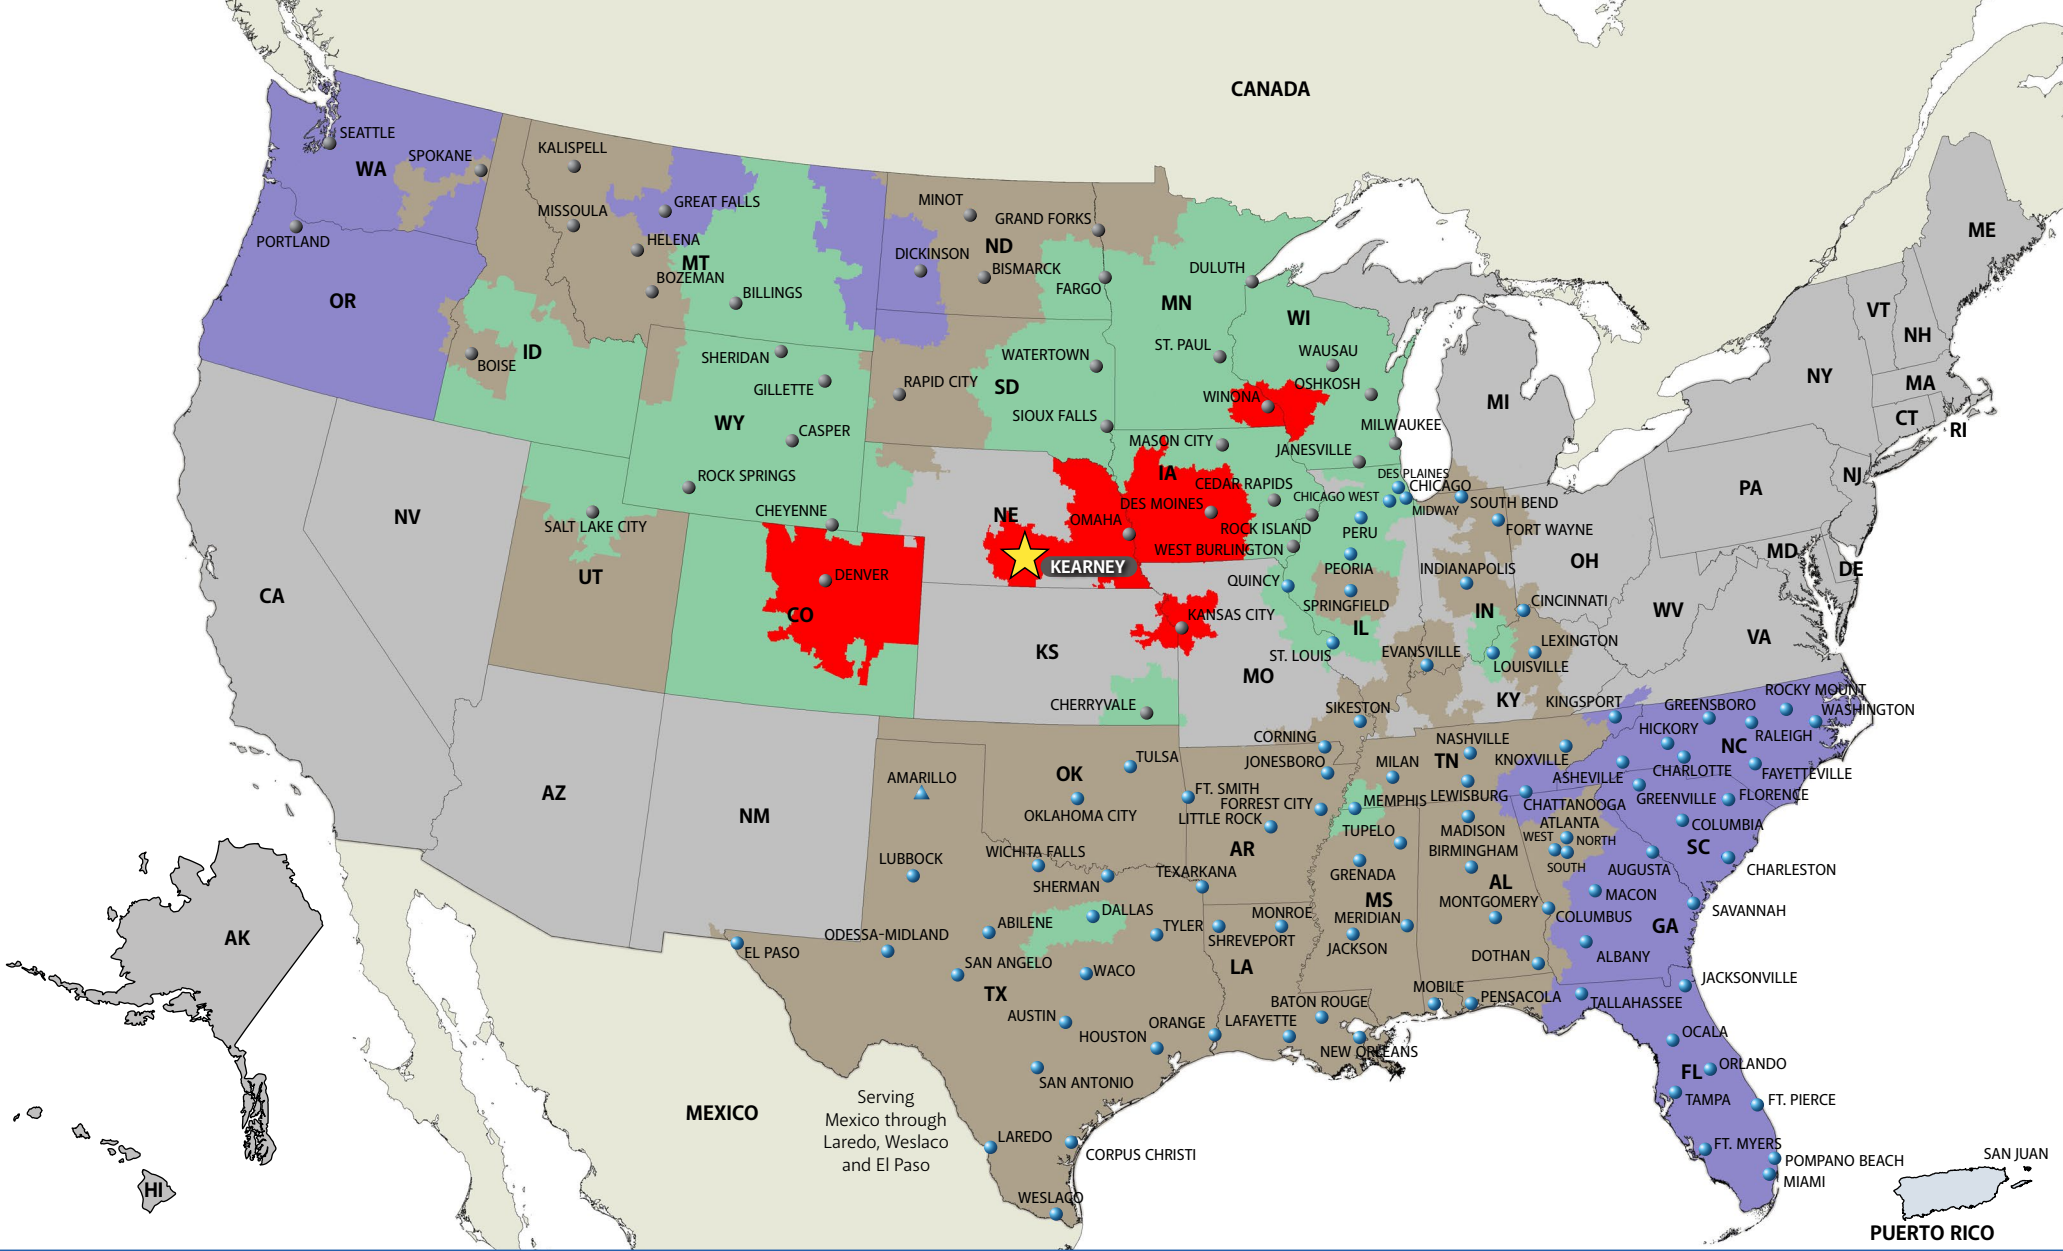 CANADA
SEATTLE
WA
SPOKANE
KALISPELL
MISSOULA
GREAT FALLS
HELENA
MT
BOZEMAN
BILLINGS
MINOT
GRAND FORKS
ND
DICKINSON
BISMARCK
FARGO
DULUTH
MN
WI
ME
VT
NH
PORTLAND
OR
ID
BOISE
SHERIDAN
GILLETTE
WY
CASPER
ROCK SPRINGS
CHEYENNE
WATERTOWN
RAPID CITY
SD
SIOUX FALLS
ST. PAUL
WAUSAU
OSHKOSH
WINONA
MILWAUKEE
MASON CITY
JANESVILLE
MI
NY
MA
CT
RI
IA
CEDAR RAPIDS
DES MOINES
DES PLAINES
CHICAGO
CHICAGO WEST
MIDWAY
SOUTH BEND
FORT WAYNE
PA
NJ
NV
SALT LAKE CITY
UT
NE
OMAHA
KEARNEY
ROCK ISLAND
WEST BURLINGTON
PERU
PEORIA
QUINCY
SPRINGFIELD
IL
INDIANAPOLIS
IN
OH
CINCINNATI
MD
DE
WV
VA
CA
DENVER
CO
KANSAS CITY
KS
MO
ST. LOUIS
EVANSVILLE
LEXINGTON
LOUISVILLE
KY
CHERRYVALE
SIKESTON
KINGSPORT
GREENSBORO
ROCKY MOUNT
WASHINGTON
HICKORY
RALEIGH
NC
AZ
NM
AMARILLO
OK
TULSA
OKLAHOMA CITY
CORNING
JONESBORO
NASHVILLE
TN
MILAN
KNOXVILLE
ASHEVILLE
CHARLOTTE
FAYETTEVILLE
FT. SMITH
FORREST CITY
LITTLE ROCK
MEMPHIS
LEWISBURG
CHATTANOOGA
GREENVILLE
FLORENCE
AR
TUPELO
MADISON
ATLANTA
WEST
NORTH
SOUTH
COLUMBIA
SC
LUBBOCK
WICHITA FALLS
SHERMAN
TEXARKANA
GRENADA
BIRMINGHAM
AL
AUGUSTA
CHARLESTON
MS
MONTGOMERY
MACON
COLUMBUS
SAVANNAH
GA
ABILENE
DALLAS
TYLER
MONROE
SHREVEPORT
MERIDIAN
JACKSON
EL PASO
ODESSA-MIDLAND
SAN ANGELO
WACO
TX
LA
DOTHAN
ALBANY
JACKSONVILLE
MOBILE
PENSACOLA
TALLAHASSEE
AUSTIN
HOUSTON
ORANGE
LAFAYETTE
BATON ROUGE
NEW ORLEANS
OCALA
ORLANDO
FL
SAN ANTONIO
TAMPA
FT. PIERCE
AK
HI
MEXICO
Serving
Mexico through
Laredo, Weslaco
and El Paso
LAREDO
CORPUS CHRISTI
WESLACO
FT. MYERS
POMPANO BEACH
MIAMI
SAN JUAN
PUERTO RICO